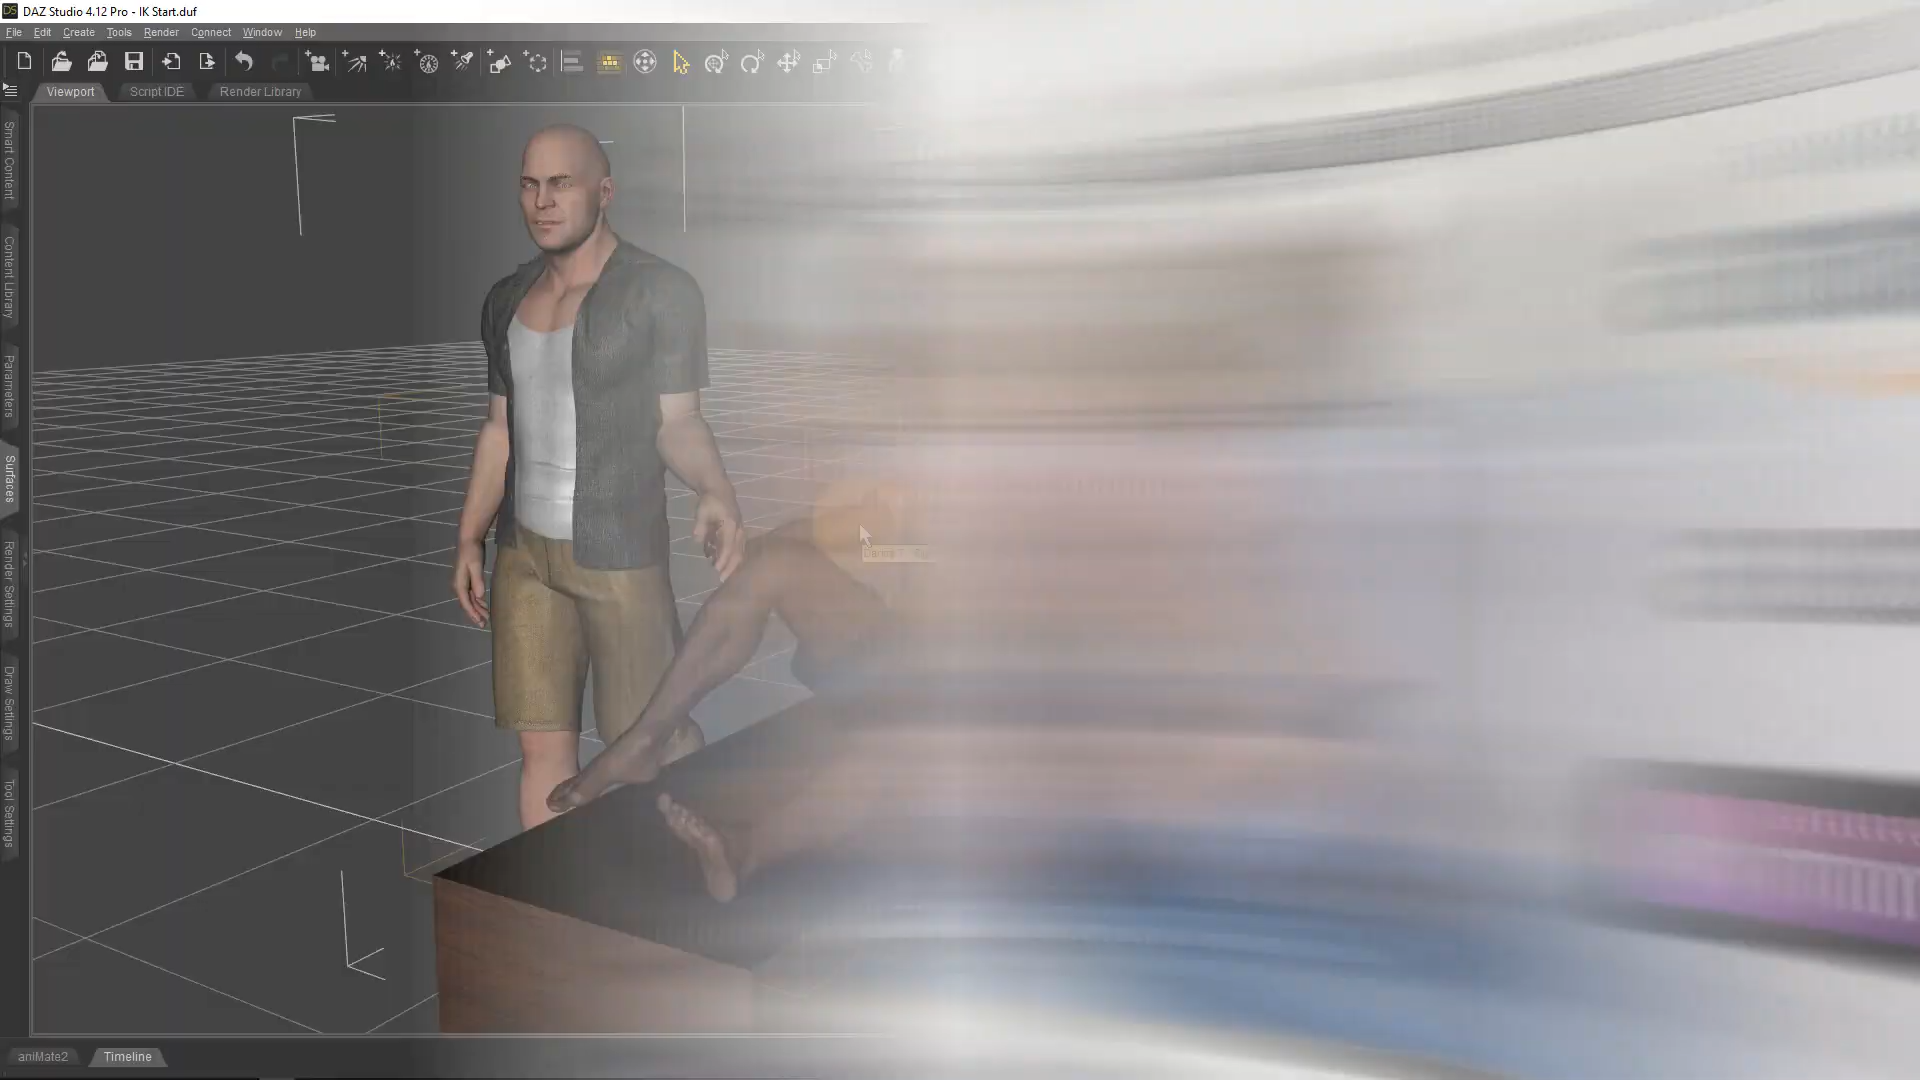 DAZ Studio 4.12 Pro - IK Start.duf
File Edit Create Tools Render Connect Window Help
Viewport Script IDE Render Library
Smart Content
Content Library
Parameters
Surfaces
Render Settings
Draw Settings
Tool Settings
aniMate2 Timeline